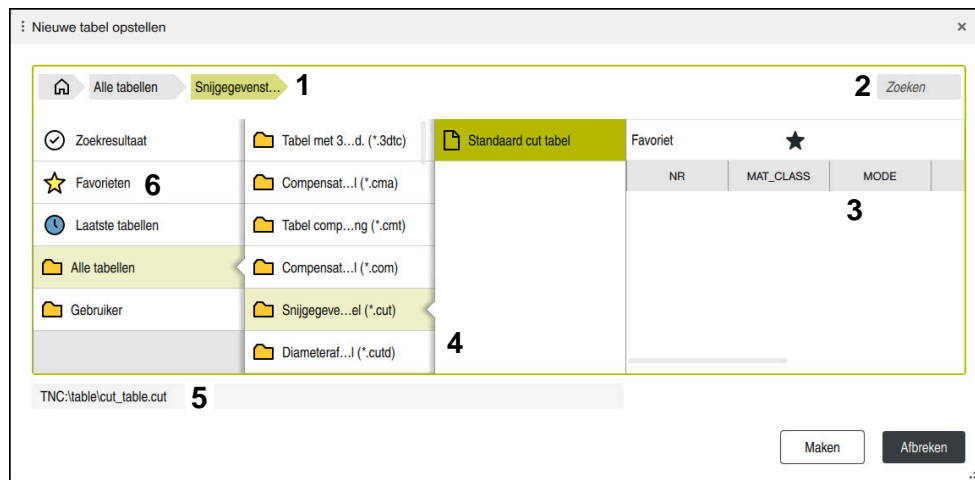 Nieuwe tabel opstellen
Alle tabellen Snijgegevenst... 1 2 Zoeken
Zoekresultaat Tabel met 3...d. (*.3dtc) Standaard cut tabel Favoriet
Favorieten 6 Compensat...l (*.cma) NR MAT_CLASS MODE
Laatste tabellen Tabel comp...ng (*.cmt) 3
Alle tabellen Compensat...l (*.com)
Gebruiker Snijgegeve...el (*.cut)
Diameteraf...l (*.cutd) 4
TNC:\table\cut_table.cut 5
Maken Afbreken